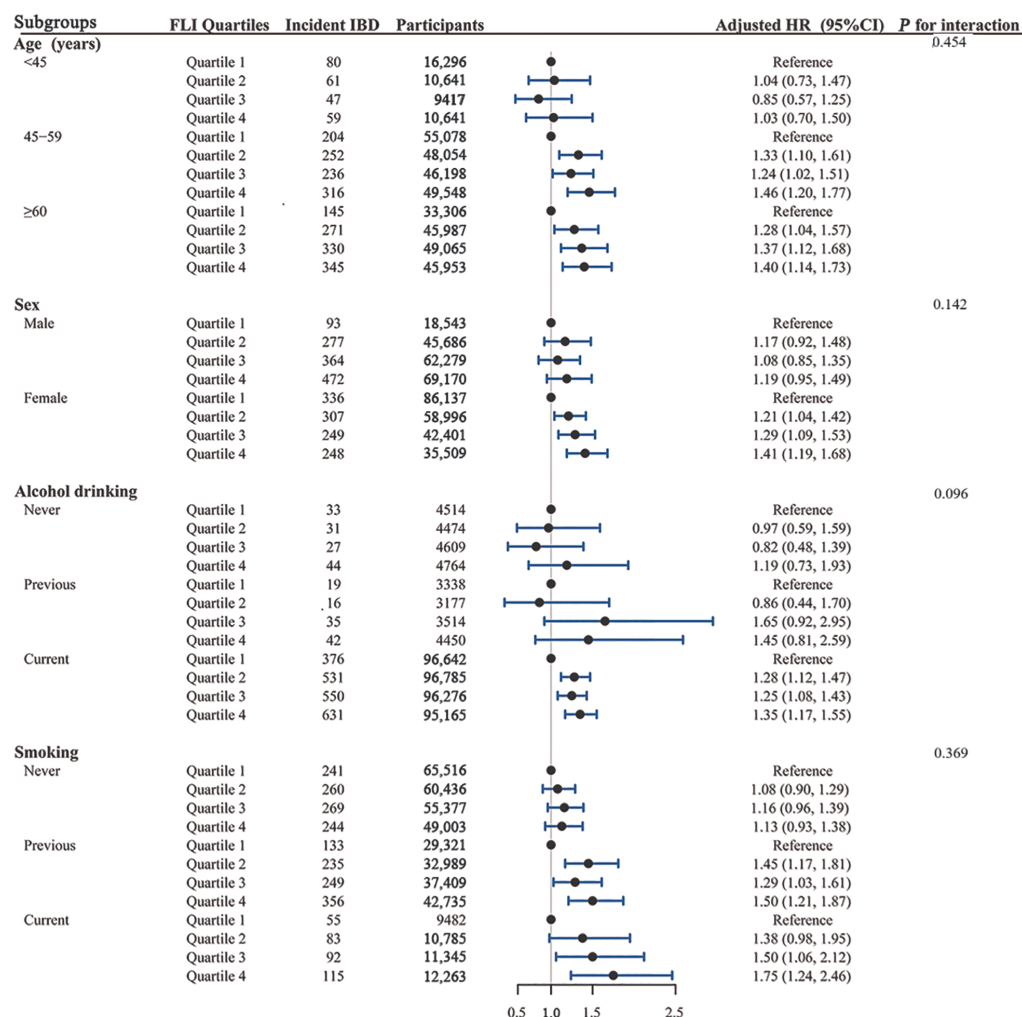 Subgroups FLI Quartiles Incident IBD Participants Adjusted HR (95%CI) P for interaction
Age (years) 0.454
<45 Quartile 1 80 16,296 Reference
Quartile 2 61 10,641 1.04 (0.73, 1.47)
Quartile 3 47 9417 0.85 (0.57, 1.25)
Quartile 4 59 10,641 1.03 (0.70, 1.50)
45−59 Quartile 1 204 55,078 Reference
Quartile 2 252 48,054 1.33 (1.10, 1.61)
Quartile 3 236 46,198 1.24 (1.02, 1.51)
Quartile 4 316 49,548 1.46 (1.20, 1.77)
≥60 Quartile 1 145 33,306 Reference
Quartile 2 271 45,987 1.28 (1.04, 1.57)
Quartile 3 330 49,065 1.37 (1.12, 1.68)
Quartile 4 345 45,953 1.40 (1.14, 1.73)
Sex 0.142
Male Quartile 1 93 18,543 Reference
Quartile 2 277 45,686 1.17 (0.92, 1.48)
Quartile 3 364 62,279 1.08 (0.85, 1.35)
Quartile 4 472 69,170 1.19 (0.95, 1.49)
Female Quartile 1 336 86,137 Reference
Quartile 2 307 58,996 1.21 (1.04, 1.42)
Quartile 3 249 42,401 1.29 (1.09, 1.53)
Quartile 4 248 35,509 1.41 (1.19, 1.68)
Alcohol drinking 0.096
Never Quartile 1 33 4514 Reference
Quartile 2 31 4474 0.97 (0.59, 1.59)
Quartile 3 27 4609 0.82 (0.48, 1.39)
Quartile 4 44 4764 1.19 (0.73, 1.93)
Previous Quartile 1 19 3338 Reference
Quartile 2 16 3177 0.86 (0.44, 1.70)
Quartile 3 35 3514 1.65 (0.92, 2.95)
Quartile 4 42 4450 1.45 (0.81, 2.59)
Current Quartile 1 376 96,642 Reference
Quartile 2 531 96,785 1.28 (1.12, 1.47)
Quartile 3 550 96,276 1.25 (1.08, 1.43)
Quartile 4 631 95,165 1.35 (1.17, 1.55)
Smoking 0.369
Never Quartile 1 241 65,516 Reference
Quartile 2 260 60,436 1.08 (0.90, 1.29)
Quartile 3 269 55,377 1.16 (0.96, 1.39)
Quartile 4 244 49,003 1.13 (0.93, 1.38)
Previous Quartile 1 133 29,321 Reference
Quartile 2 235 32,989 1.45 (1.17, 1.81)
Quartile 3 249 37,409 1.29 (1.03, 1.61)
Quartile 4 356 42,735 1.50 (1.21, 1.87)
Current Quartile 1 55 9482 Reference
Quartile 2 83 10,785 1.38 (0.98, 1.95)
Quartile 3 92 11,345 1.50 (1.06, 2.12)
Quartile 4 115 12,263 1.75 (1.24, 2.46)
0.5 1.0 1.5 2.5